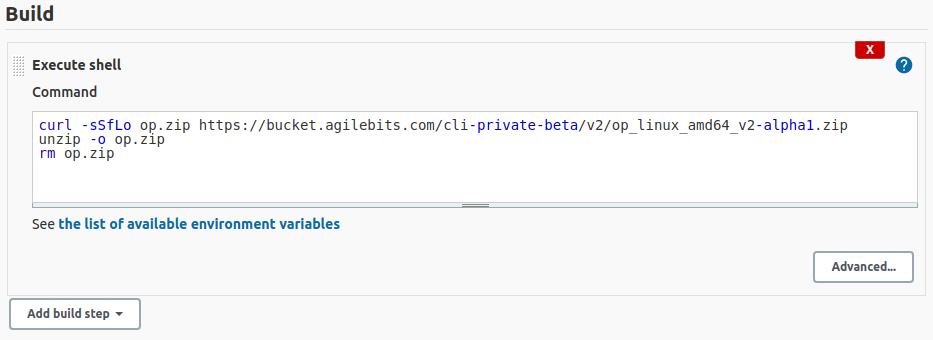 Build
X
Execute shell
?
Command
curl -sSfLo op.zip https://bucket.agilebits.com/cli-private-beta/v2/op_linux_amd64_v2-alpha1.zip
unzip -o op.zip
rm op.zip
See the list of available environment variables
Advanced...
Add build step